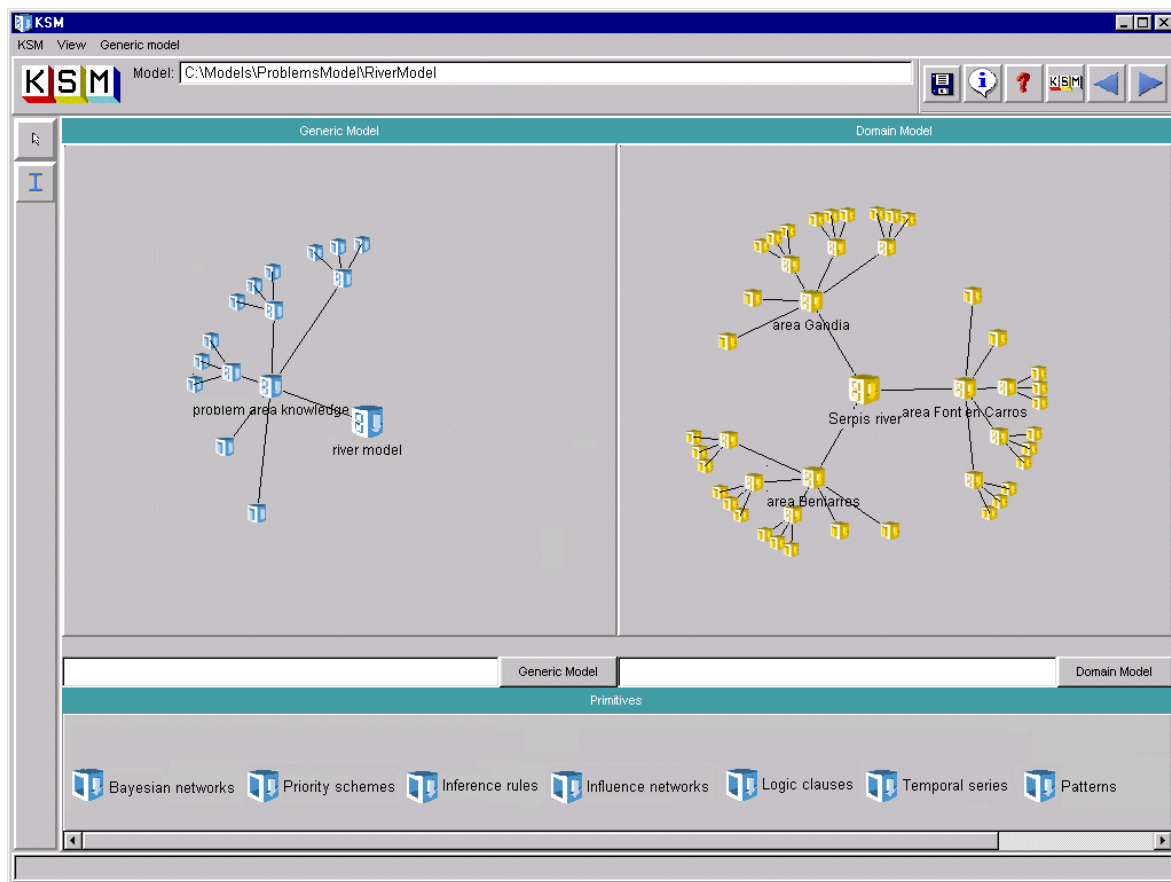 KSM
KSM View Generic model
KSM Model: C:\Models\ProblemsModel\RiverModel
KSM
Generic Model Domain Model
area Gandia
problem area knowledge
river model
Serpis river
area Font en Carros
area Beniarres
Generic Model Domain Model
Primitives
Bayesian networks Priority schemes Inference rules Influence networks Logic clauses Temporal series Patterns